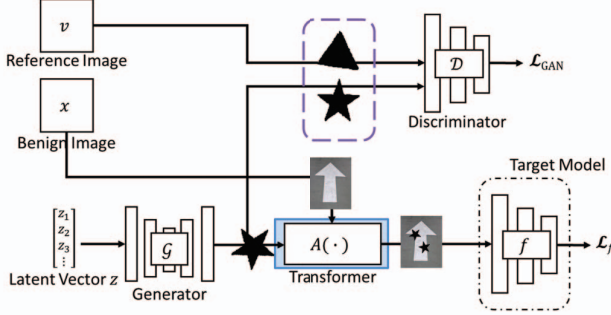 v
Reference Image
x
Benign Image
𝒟
Discriminator
ℒ_GAN
Target Model
z₁
z₂
z₃
⋮
Latent Vector z
𝒢
Generator
A(·)
Transformer
f
ℒ_f